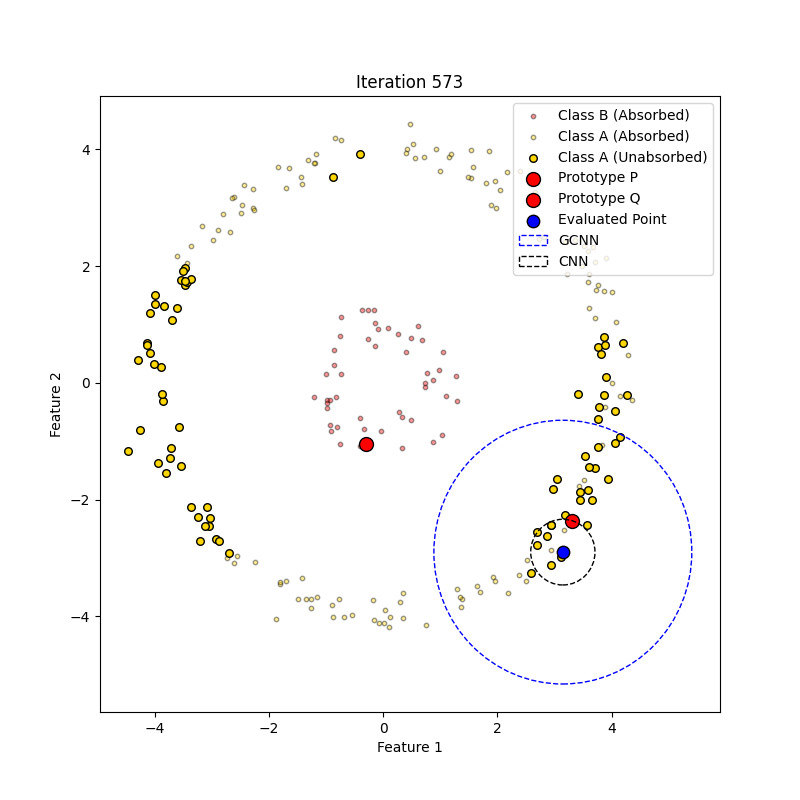 Iteration 573
Class B (Absorbed)
Class A (Absorbed)
Class A (Unabsorbed)
Prototype P
Prototype Q
Evaluated Point
GCNN
CNN
4
2
0
−2
−4
Feature 2
−4
−2
0
2
4
Feature 1